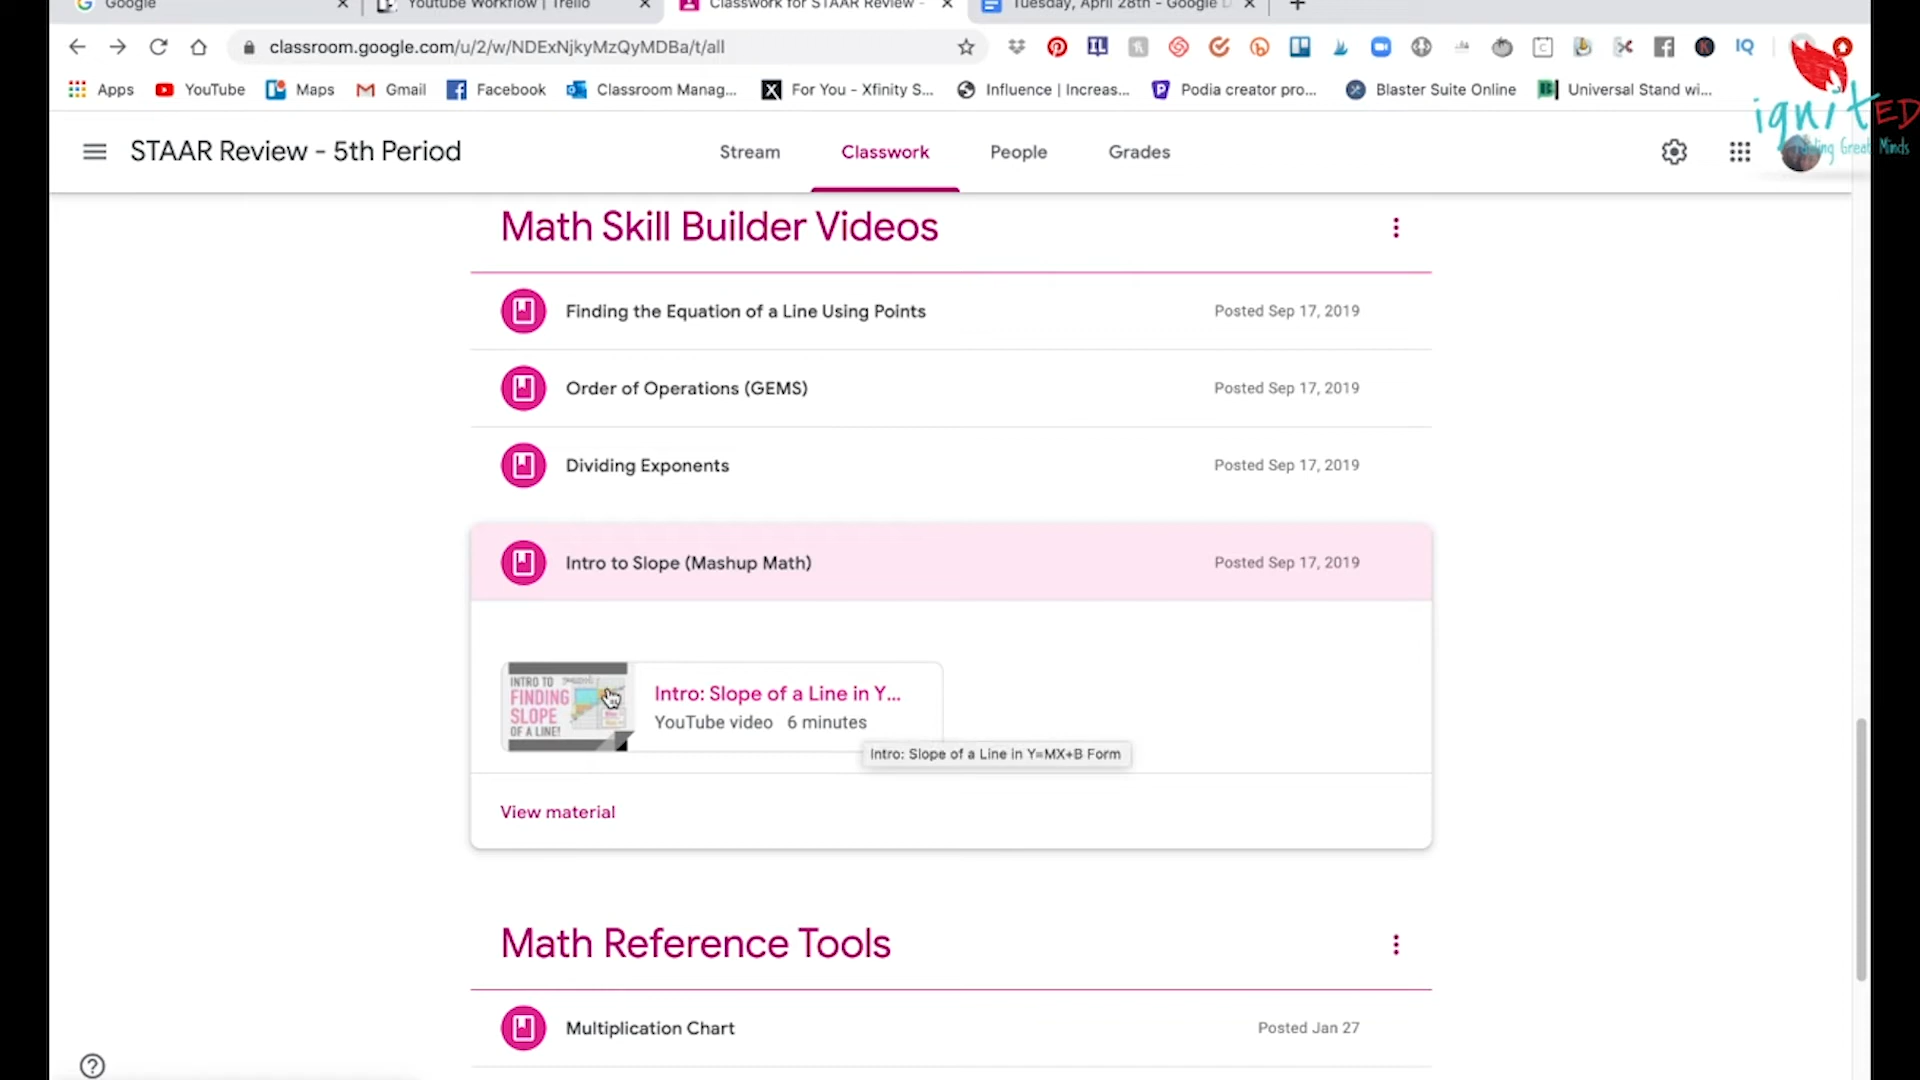 Google
Youtube Workflow | Trello
Classwork for STAAR Review -
Tuesday, April 28th - Google D
classroom.google.com/u/2/w/NDExNjkyMzQyMDBa/t/all
IL
IQ
Apps
YouTube
Maps
Gmail
Facebook
Classroom Manag...
For You - Xfinity S...
Influence | Increas...
Podia creator pro...
Blaster Suite Online
Universal Stand wi...
ignitED
Great Minds
STAAR Review - 5th Period
Stream
Classwork
People
Grades
Math Skill Builder Videos
Finding the Equation of a Line Using Points
Posted Sep 17, 2019
Order of Operations (GEMS)
Posted Sep 17, 2019
Dividing Exponents
Posted Sep 17, 2019
Intro to Slope (Mashup Math)
Posted Sep 17, 2019
INTRO TO
FINDING
SLOPE
OF A LINE!
Intro: Slope of a Line in Y...
YouTube video 6 minutes
Intro: Slope of a Line in Y=MX+B Form
View material
Math Reference Tools
Multiplication Chart
Posted Jan 27